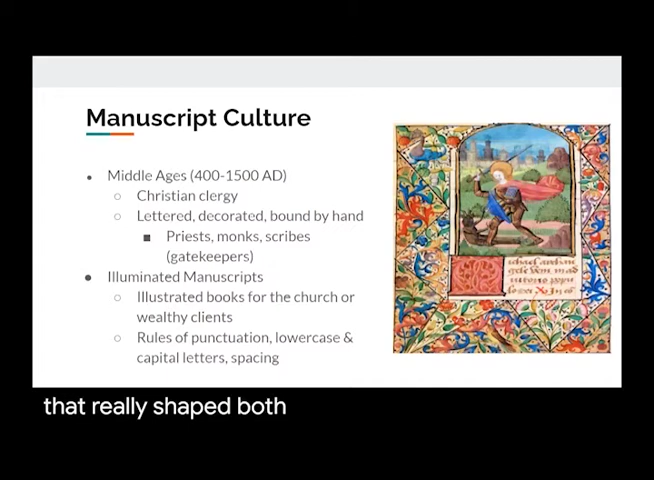 Manuscript Culture
● Middle Ages (400-1500 AD)
○ Christian clergy
○ Lettered, decorated, bound by hand
■ Priests, monks, scribes
(gatekeepers)
● Illuminated Manuscripts
○ Illustrated books for the church or
wealthy clients
○ Rules of punctuation, lowercase &
capital letters, spacing
that really shaped both